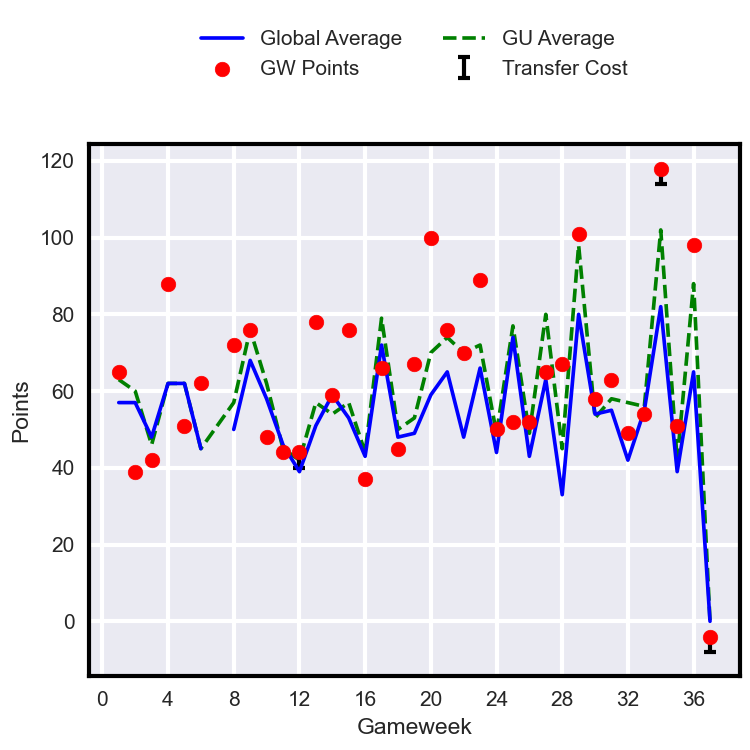 Global Average
GU Average
GW Points
Transfer Cost
120
100
80
60
40
20
0
Points
0 4 8 12 16 20 24 28 32 36
Gameweek